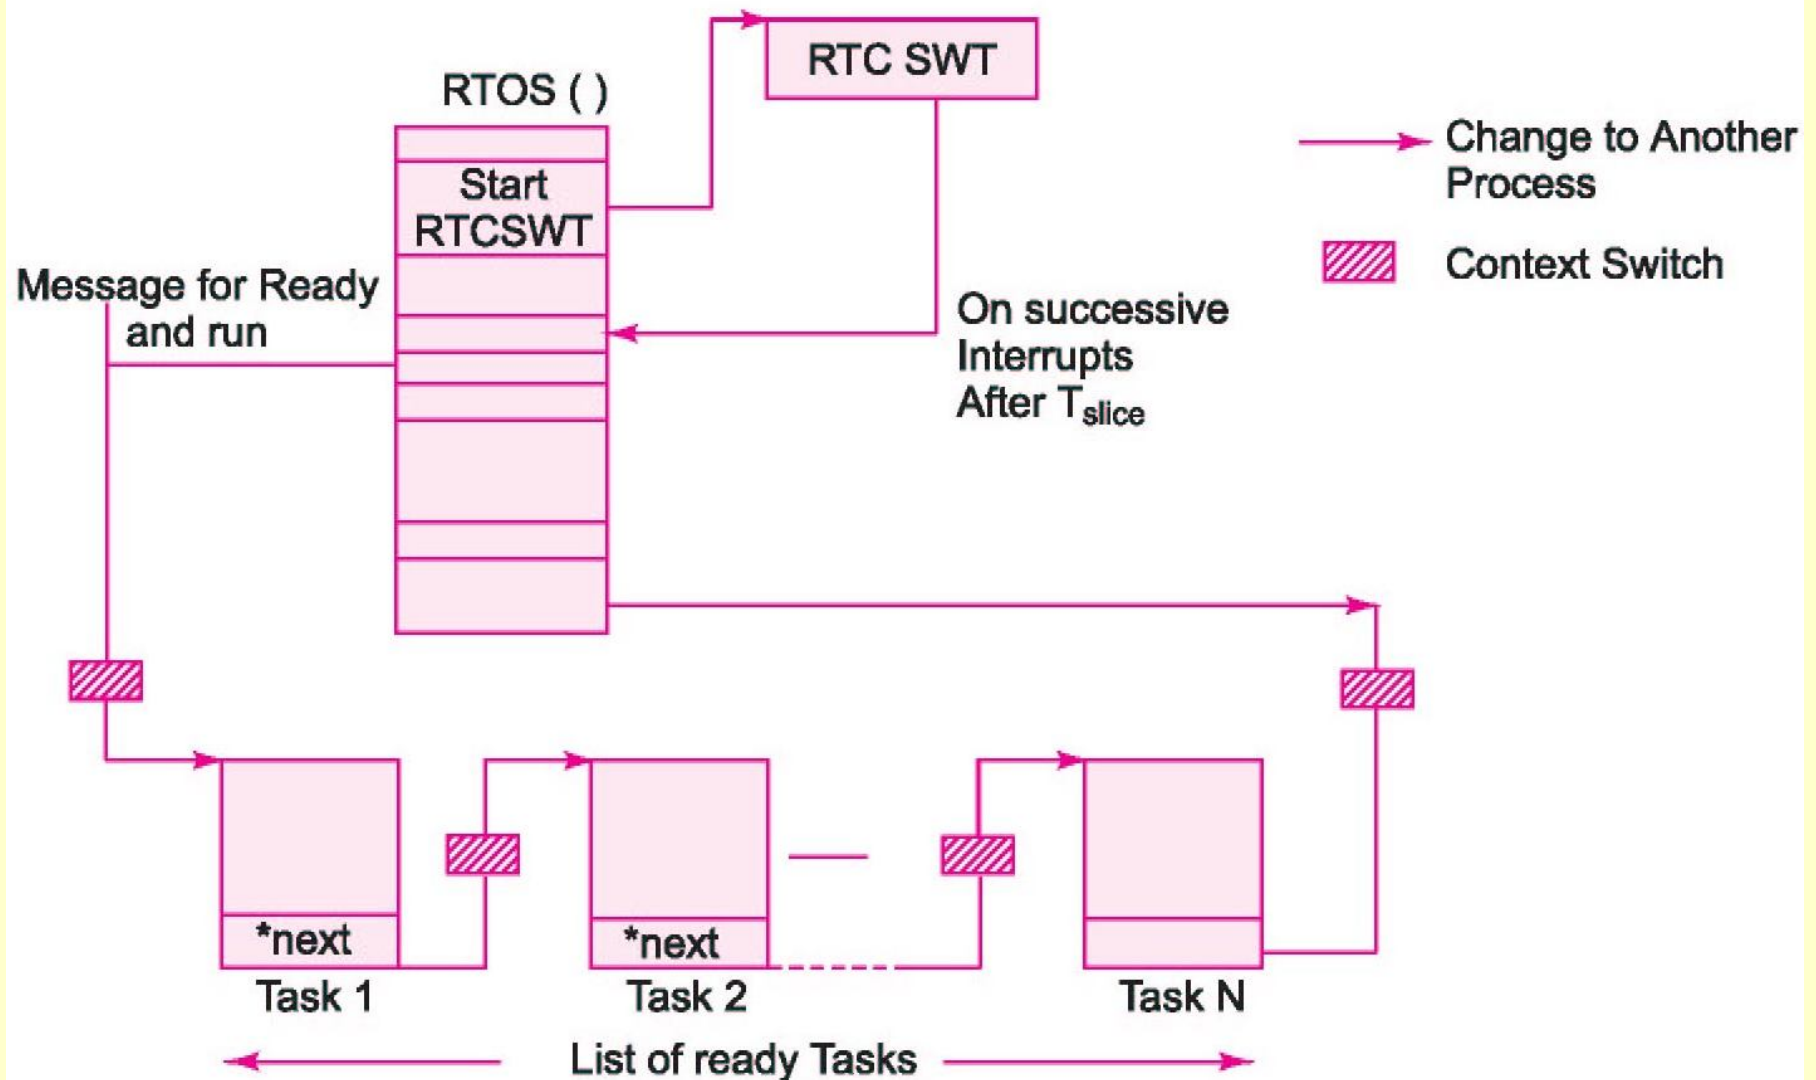 RTC SWT
RTOS ( )
Start
RTCSWT
Change to Another
Process
Context Switch
Message for Ready
and run
On successive
Interrupts
After Tslice
*next
*next
Task 1
Task 2
Task N
List of ready Tasks